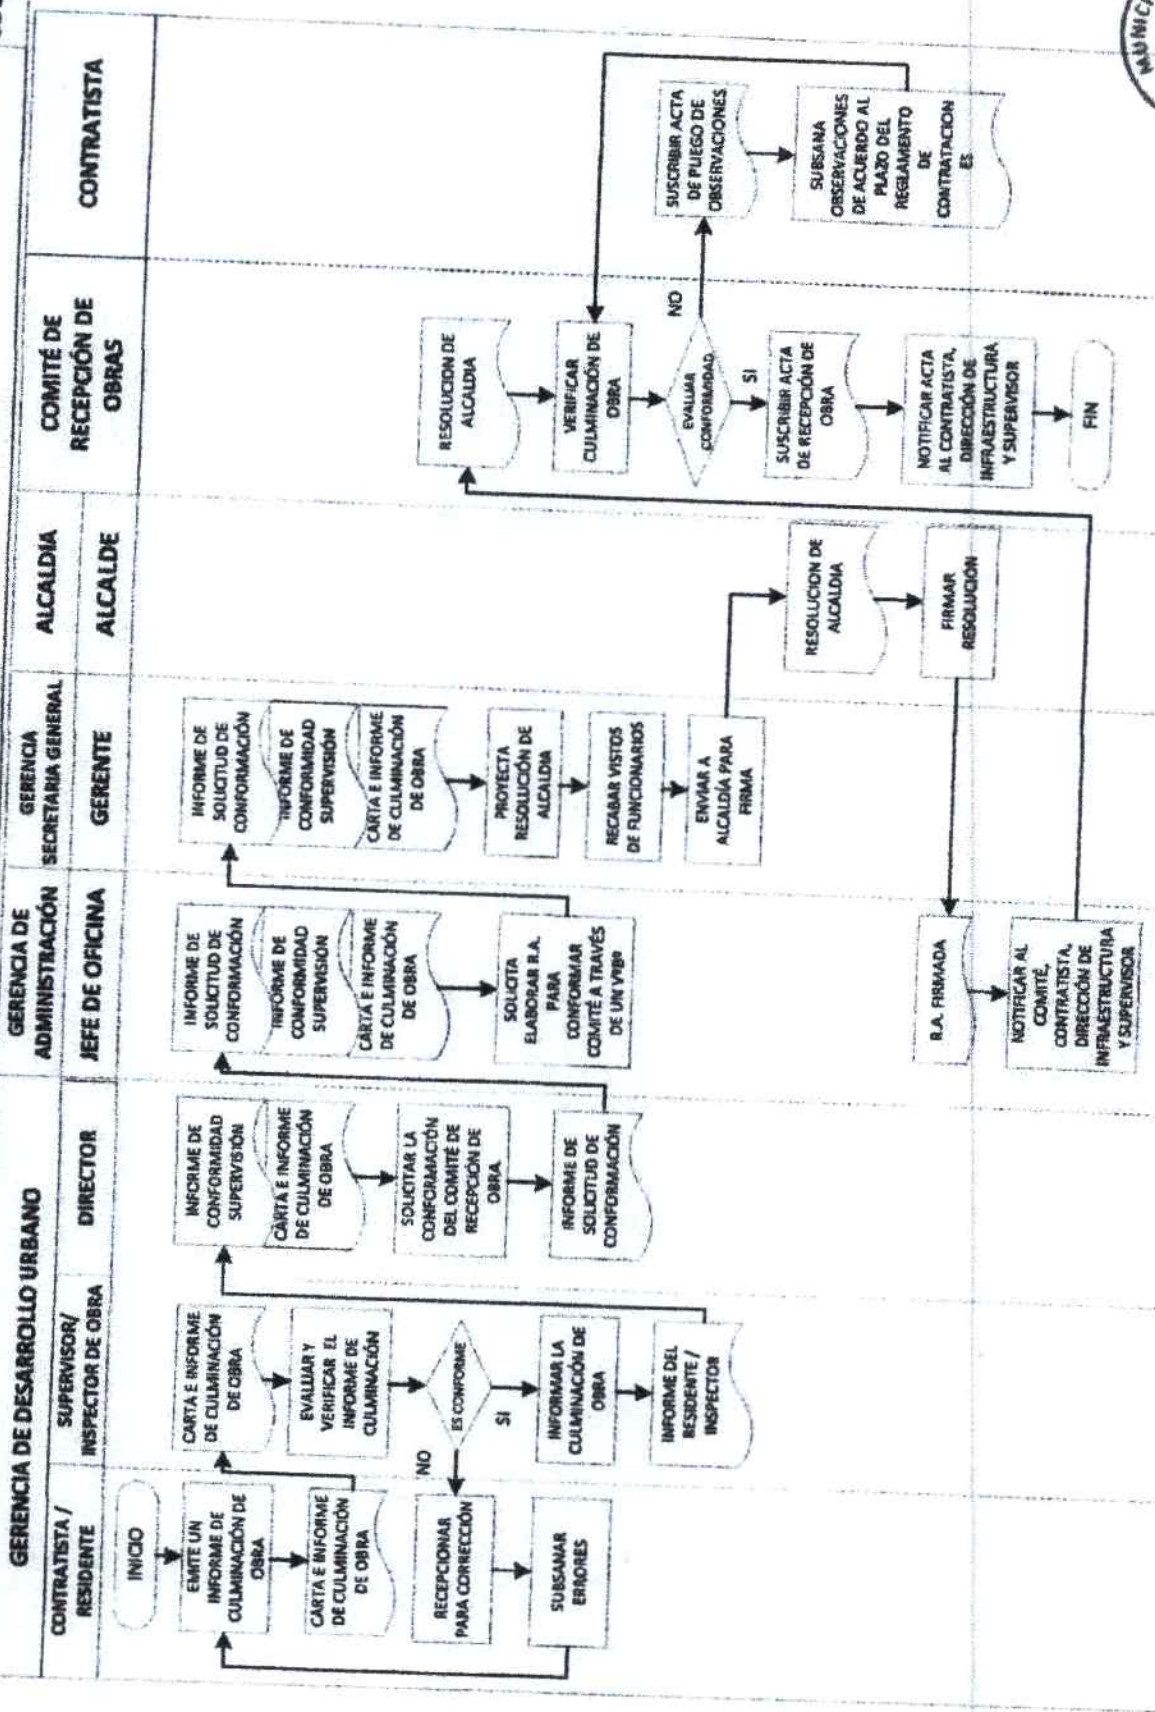 GERENCIA DE DESARROLLO URBANO
GERENCIA DE
ADMINISTRACIÓN
GERENCIA
SECRETARIA GENERAL
ALCALDIA
COMITÉ DE
RECEPCIÓN DE
OBRAS
CONTRATISTA
CONTRATISTA /
RESIDENTE
SUPERVISOR/
INSPECTOR DE OBRA
DIRECTOR
JEFE DE OFICINA
GERENTE
ALCALDE
INICIO
EMITE UN
INFORME DE
CULMINACIÓN DE
OBRA
CARTA E INFORME
DE CULMINACIÓN
DE OBRA
RECEPCIONAR
PARA CORRECCIÓN
SUBSANAR
ERRORES
CARTA E INFORME
DE CULMINACIÓN
DE OBRA
EVALUAR Y
VERIFICAR EL
INFORME DE
CULMINACIÓN
ES CONFORME
NO
SI
INFORMAR LA
CULMINACIÓN DE
OBRA
INFORME DEL
RESIDENTE /
INSPECTOR
INFORME DE
CONFORMIDAD
SUPERVISIÓN
CARTA E INFORME
DE CULMINACIÓN
DE OBRA
SOLICITAR LA
CONFORMACIÓN
DEL COMITÉ DE
RECEPCIÓN DE
OBRA.
INFORME DE
SOLICITUD DE
CONFORMACIÓN
INFORME DE
SOLICITUD DE
CONFORMACIÓN
INFORME DE
CONFORMIDAD
SUPERVISIÓN
CARTA E INFORME
DE CULMINACIÓN
DE OBRA
SOLICITA
ELABORAR R.A.
PARA
CONFORMAR
COMITÉ A TRAVÉS
DE UN VºBº
R.A. FIRMADA
NOTIFICAR AL
COMITÉ,
CONTRATISTA,
DIRECCIÓN DE
INFRAESTRUCTURA
Y SUPERVISOR
INFORME DE
SOLICITUD DE
CONFORMACIÓN
INFORME DE
CONFORMIDAD
SUPERVISIÓN
CARTA E INFORME
DE CULMINACIÓN
DE OBRA
PROYECTA
RESOLUCIÓN DE
ALCALDIA
RECABAR VISTOS
DE FUNCIONARIOS
ENVIAR A
ALCALDÍA PARA
FIRMA
RESOLUCION DE
ALCALDIA
FIRMAR
RESOLUCIÓN
RESOLUCION DE
ALCALDIA
VERIFICAR
CULMINACIÓN DE
OBRA
EVALUAR
CONFORMIDAD
NO
SI
SUSCRIBIR ACTA
DE RECEPCIÓN DE
OBRA
NOTIFICAR ACTA
AL CONTRATISTA,
DIRECCIÓN DE
INFRAESTRUCTURA
Y SUPERVISOR
FIN
SUSCRIBIR ACTA
DE PLIEGO DE
OBSERVACIONES
SUBSANA
OBSERVACIONES
DE ACUERDO AL
PLAZO DEL
REGLAMENTO
DE
CONTRATACION
ES